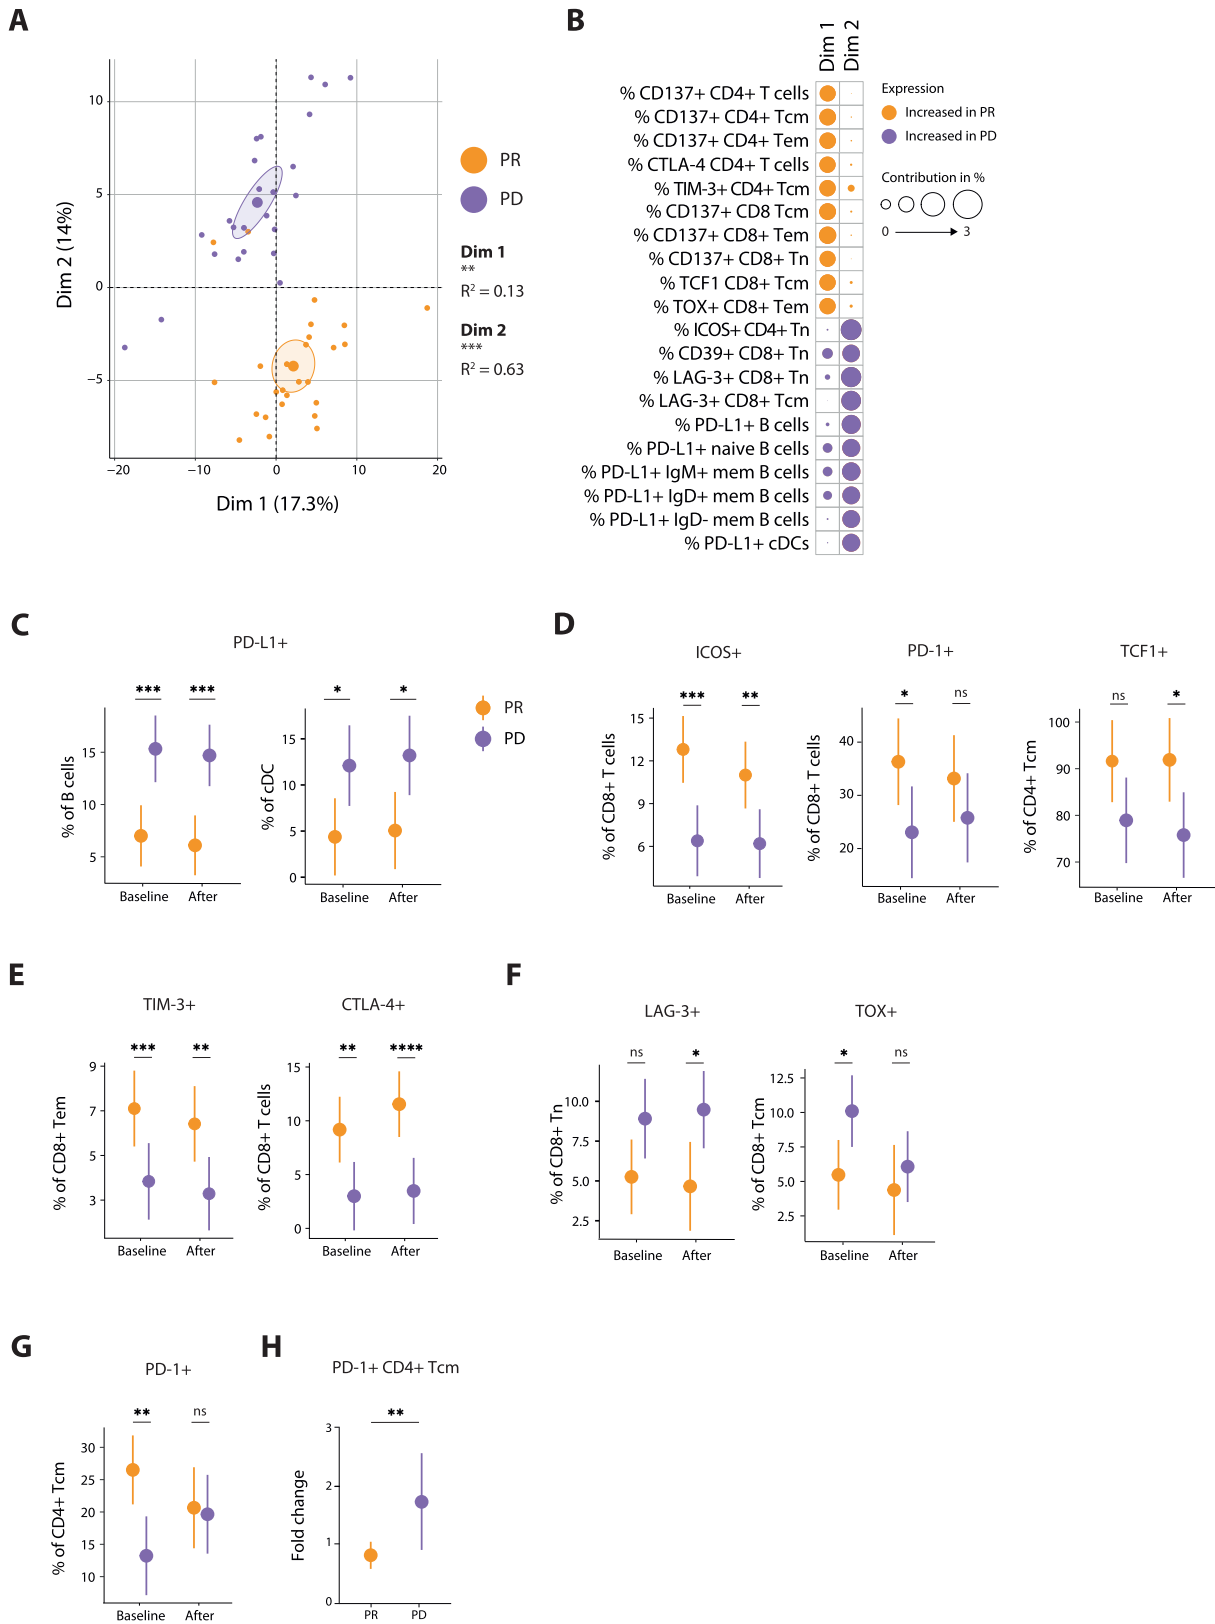 A
10
5
0
−5
−20
−10
0
10
20
Dim 2 (14%)
Dim 1 (17.3%)
PR
PD
Dim 1
**
R² = 0.13
Dim 2
***
R² = 0.63
B
Dim 1
Dim 2
% CD137+ CD4+ T cells
% CD137+ CD4+ Tcm
% CD137+ CD4+ Tem
% CTLA-4 CD4+ T cells
% TIM-3+ CD4+ Tcm
% CD137+ CD8 Tcm
% CD137+ CD8+ Tem
% CD137+ CD8+ Tn
% TCF1 CD8+ Tcm
% TOX+ CD8+ Tem
% ICOS+ CD4+ Tn
% CD39+ CD8+ Tn
% LAG-3+ CD8+ Tn
% LAG-3+ CD8+ Tcm
% PD-L1+ B cells
% PD-L1+ naive B cells
% PD-L1+ IgM+ mem B cells
% PD-L1+ IgD+ mem B cells
% PD-L1+ IgD- mem B cells
% PD-L1+ cDCs
Expression
Increased in PR
Increased in PD
Contribution in %
0
3
C
PD-L1+
*** ***
% of B cells
15
10
5
Baseline After
* *
% of cDC
15
10
5
0
Baseline After
PR
PD
D
ICOS+
*** **
% of CD8+ T cells
15
12
9
6
Baseline After
PD-1+
* ns
% of CD8+ T cells
40
30
20
Baseline After
TCF1+
ns *
% of CD4+ Tcm
100
90
80
70
Baseline After
E
TIM-3+
*** **
% of CD8+ Tem
9
7
5
3
Baseline After
CTLA-4+
** ****
% of CD8+ T cells
15
10
5
0
Baseline After
F
LAG-3+
ns *
% of CD8+ Tn
10.0
7.5
5.0
2.5
Baseline After
TOX+
* ns
% of CD8+ Tcm
12.5
10.0
7.5
5.0
2.5
Baseline After
G
PD-1+
** ns
% of CD4+ Tcm
30
25
20
15
10
Baseline After
H
PD-1+ CD4+ Tcm
**
Fold change
3
2
1
0
PR PD